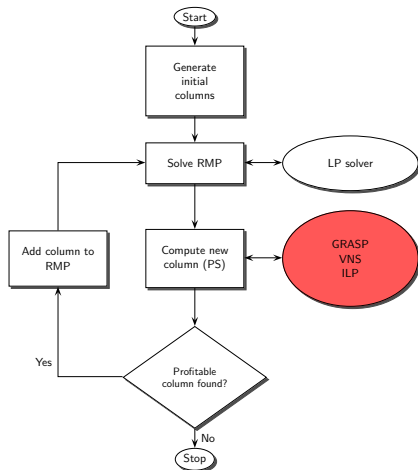 Start
Generate
initial
columns
Solve RMP
LP solver
Add column to
RMP
Compute new
column (PS)
GRASP
VNS
ILP
Yes
Profitable
column found?
No
Stop